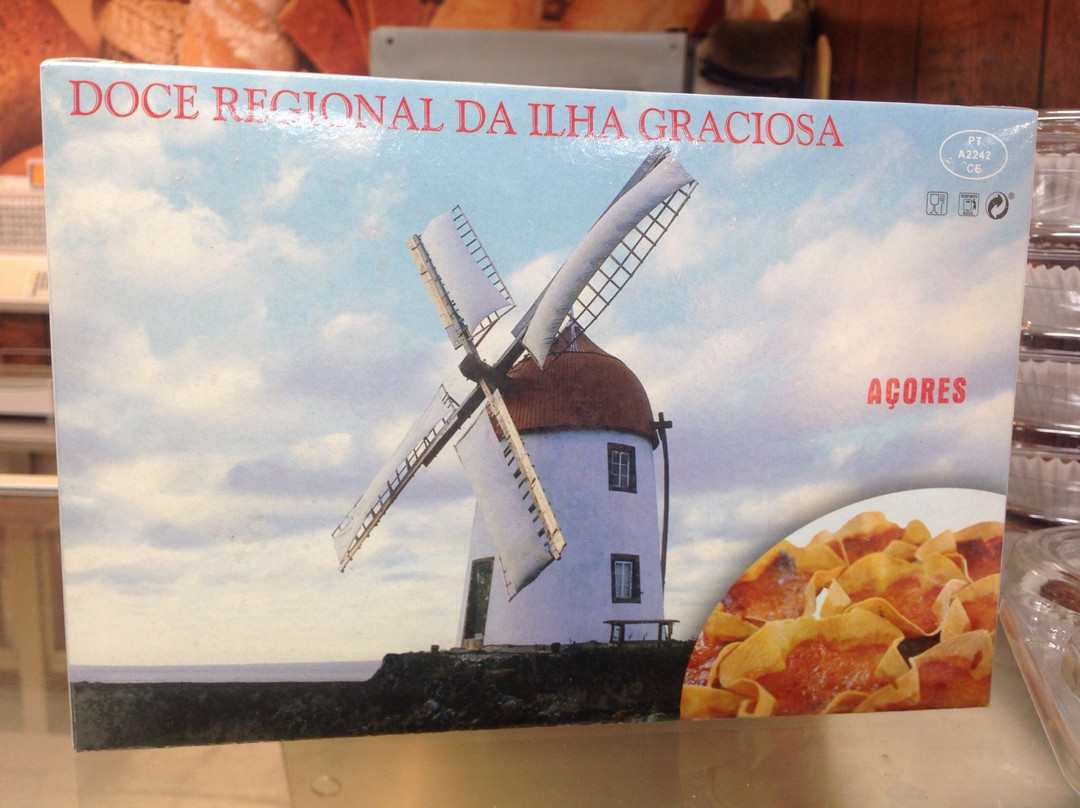 DOCE REGIONAL DA ILHA GRACIOSA
PT
A2242
CE
AÇORES